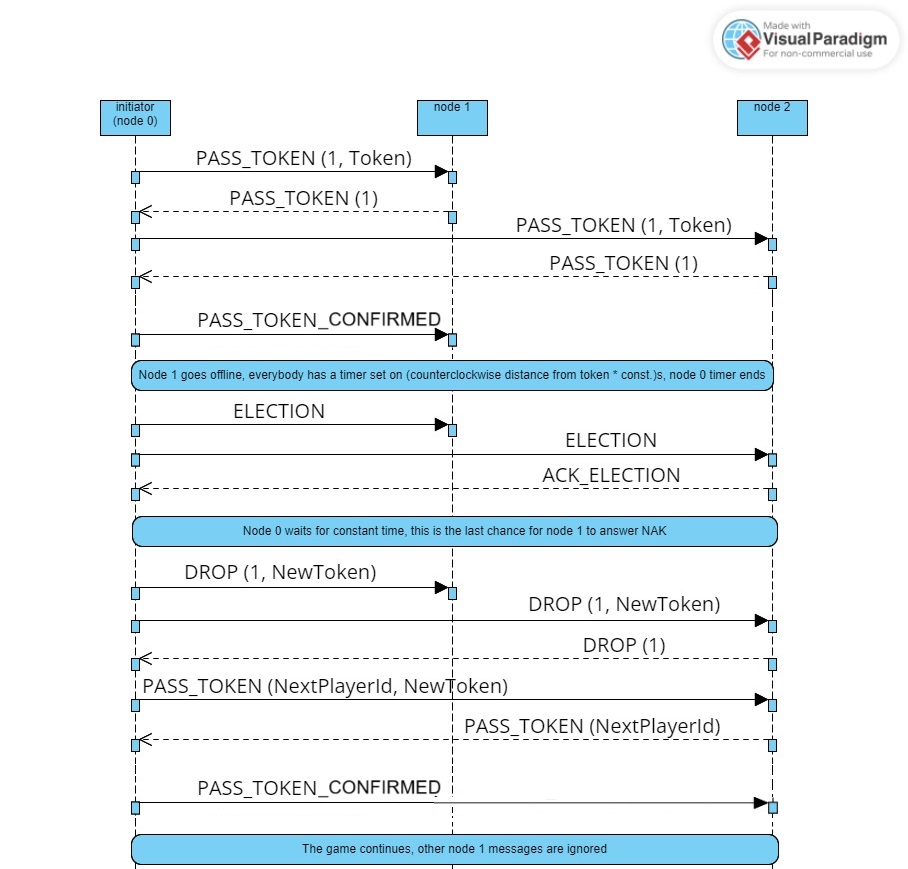 Made with
Visual Paradigm
For non-commercial use
initiator
(node 0)
node 1
node 2
PASS_TOKEN (1, Token)
PASS_TOKEN (1)
PASS_TOKEN (1, Token)
PASS_TOKEN (1)
PASS_TOKEN_CONFIRMED
Node 1 goes offline, everybody has a timer set on (counterclockwise distance from token * const.)s, node 0 timer ends
ELECTION
ELECTION
ACK_ELECTION
Node 0 waits for constant time, this is the last chance for node 1 to answer NAK
DROP (1, NewToken)
DROP (1, NewToken)
DROP (1)
PASS_TOKEN (NextPlayerId, NewToken)
PASS_TOKEN (NextPlayerId)
PASS_TOKEN_CONFIRMED
The game continues, other node 1 messages are ignored